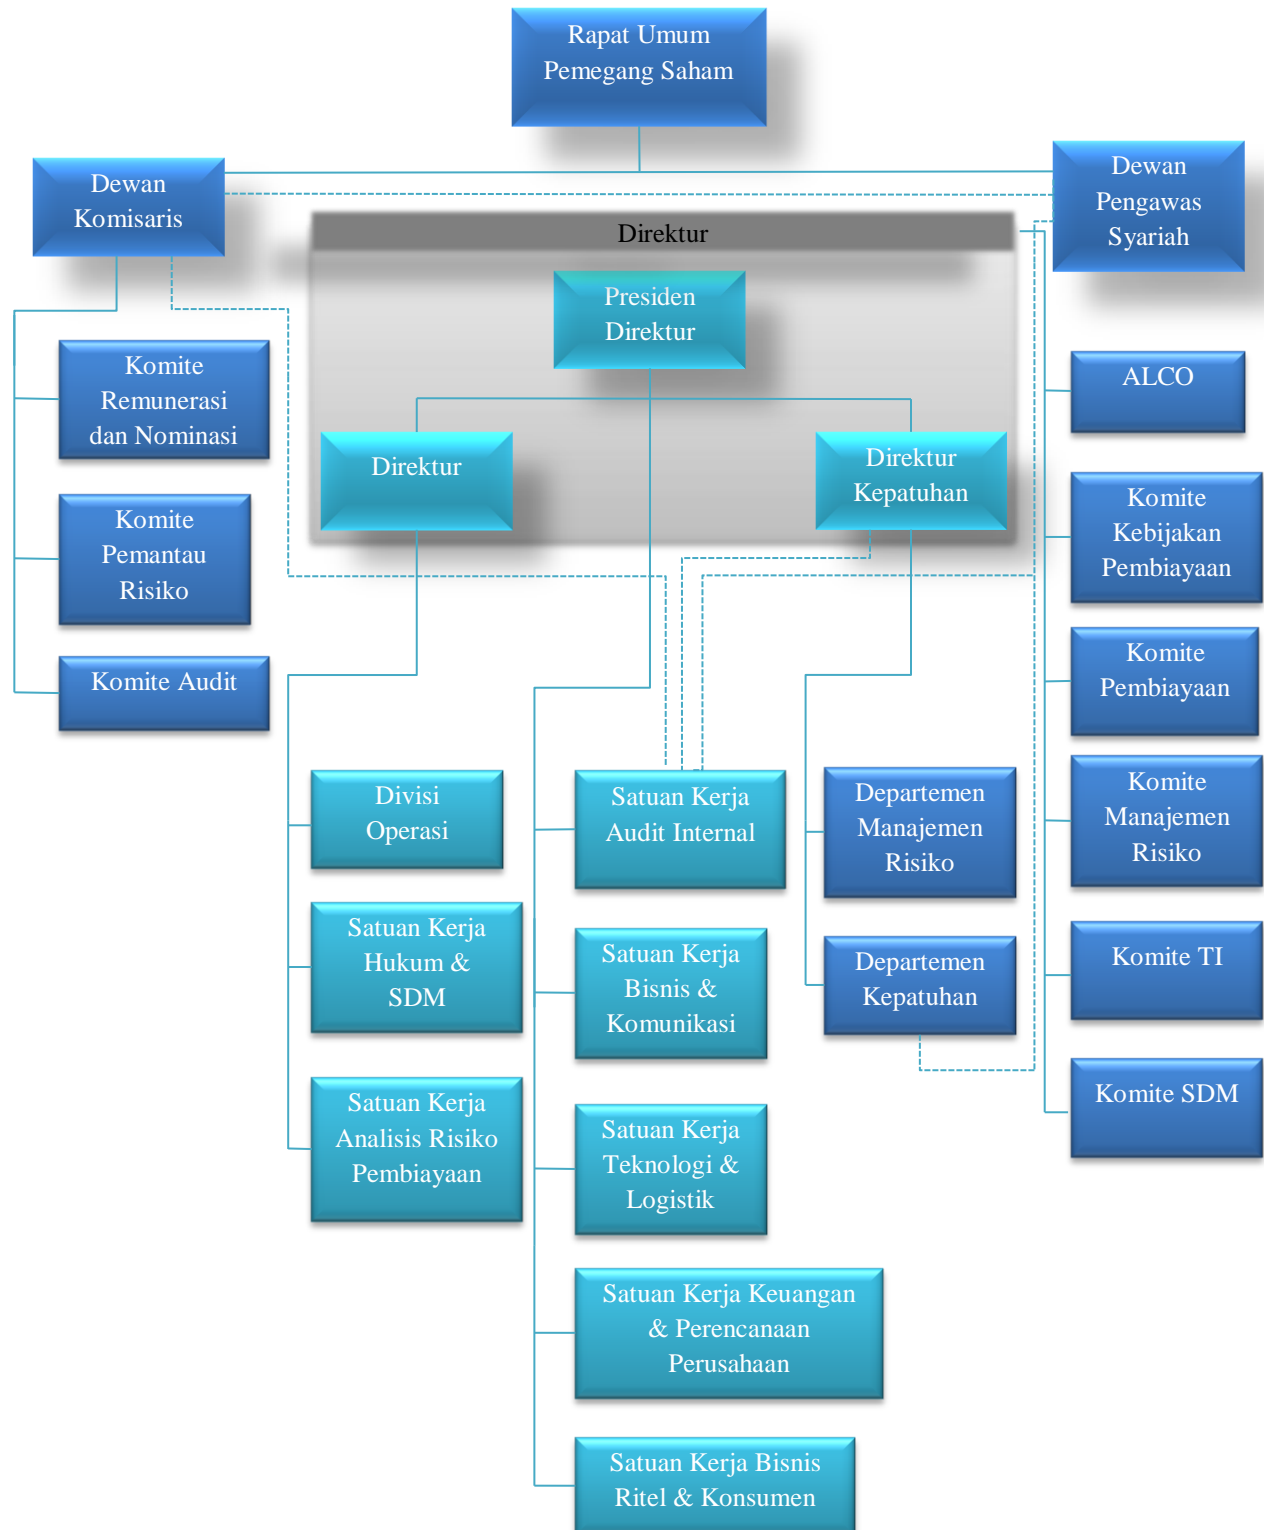 Rapat Umum
Pemegang Saham
Dewan
Komisaris
Dewan
Pengawas
Syariah
Direktur
Presiden
Direktur
Direktur
Direktur
Kepatuhan
Komite
Remunerasi
dan Nominasi
Komite
Pemantau
Risiko
Komite Audit
ALCO
Komite
Kebijakan
Pembiayaan
Komite
Pembiayaan
Komite
Manajemen
Risiko
Komite TI
Komite SDM
Divisi
Operasi
Satuan Kerja
Hukum &
SDM
Satuan Kerja
Analisis Risiko
Pembiayaan
Satuan Kerja
Audit Internal
Satuan Kerja
Bisnis &
Komunikasi
Satuan Kerja
Teknologi &
Logistik
Satuan Kerja Keuangan
& Perencanaan
Perusahaan
Satuan Kerja Bisnis
Ritel & Konsumen
Departemen
Manajemen
Risiko
Departemen
Kepatuhan